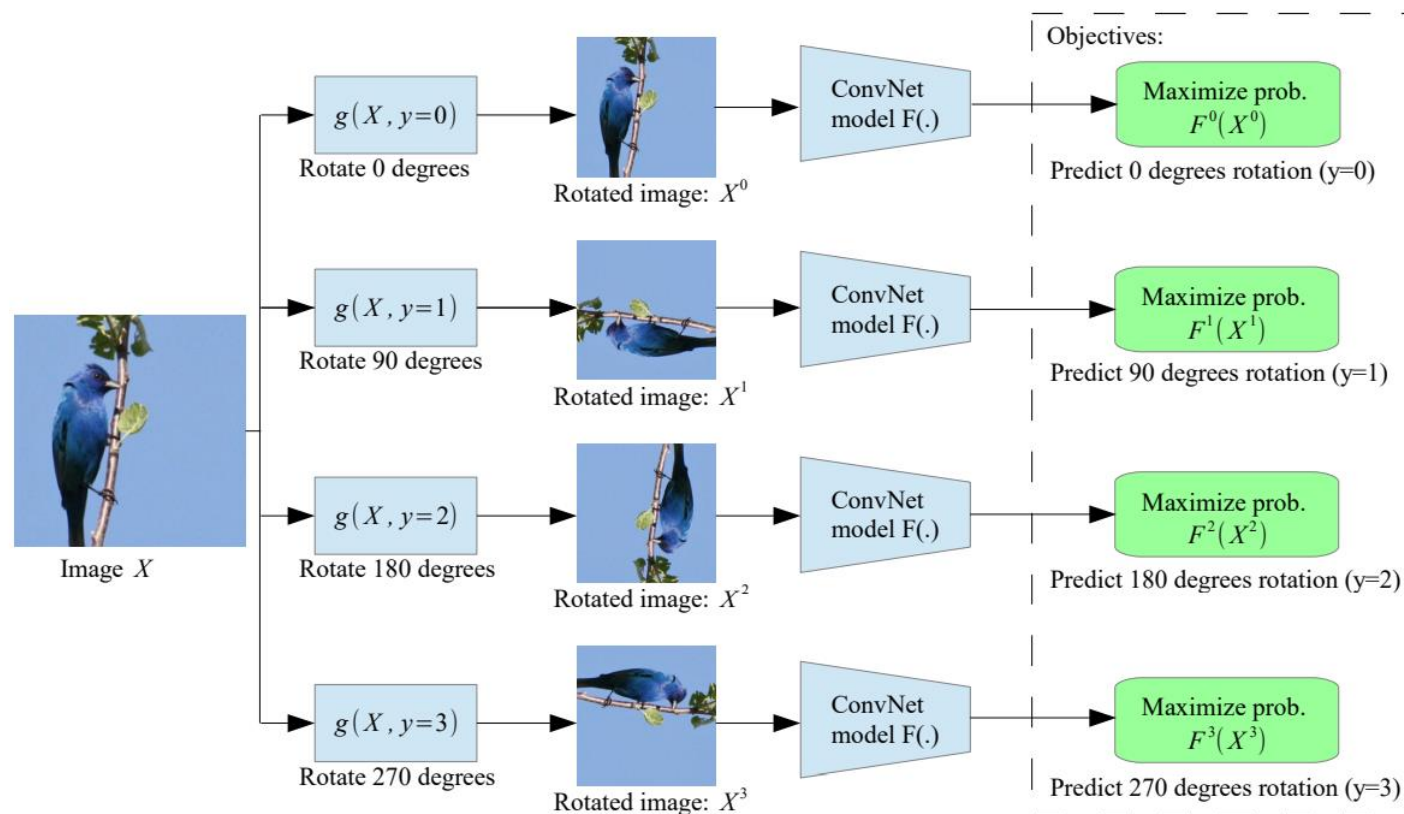 Objectives:
g(X, y=0)
Rotate 0 degrees
Rotated image: X⁰
ConvNet
model F(.)
Maximize prob.
F⁰(X⁰)
Predict 0 degrees rotation (y=0)
g(X, y=1)
Rotate 90 degrees
Rotated image: X¹
ConvNet
model F(.)
Maximize prob.
F¹(X¹)
Predict 90 degrees rotation (y=1)
Image X
g(X, y=2)
Rotate 180 degrees
Rotated image: X²
ConvNet
model F(.)
Maximize prob.
F²(X²)
Predict 180 degrees rotation (y=2)
g(X, y=3)
Rotate 270 degrees
Rotated image: X³
ConvNet
model F(.)
Maximize prob.
F³(X³)
Predict 270 degrees rotation (y=3)